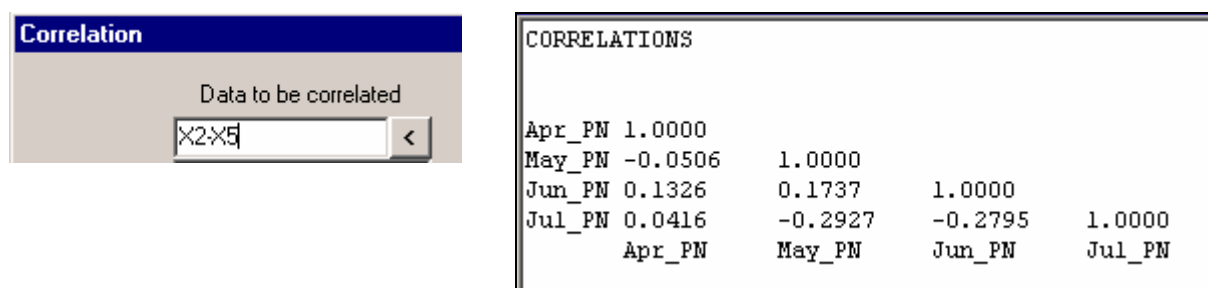 Correlation
Data to be correlated
X2-X5
<
CORRELATIONS
Apr_PN 1.0000
May_PN -0.0506 1.0000
Jun_PN 0.1326 0.1737 1.0000
Jul_PN 0.0416 -0.2927 -0.2795 1.0000
Apr_PN May_PN Jun_PN Jul_PN